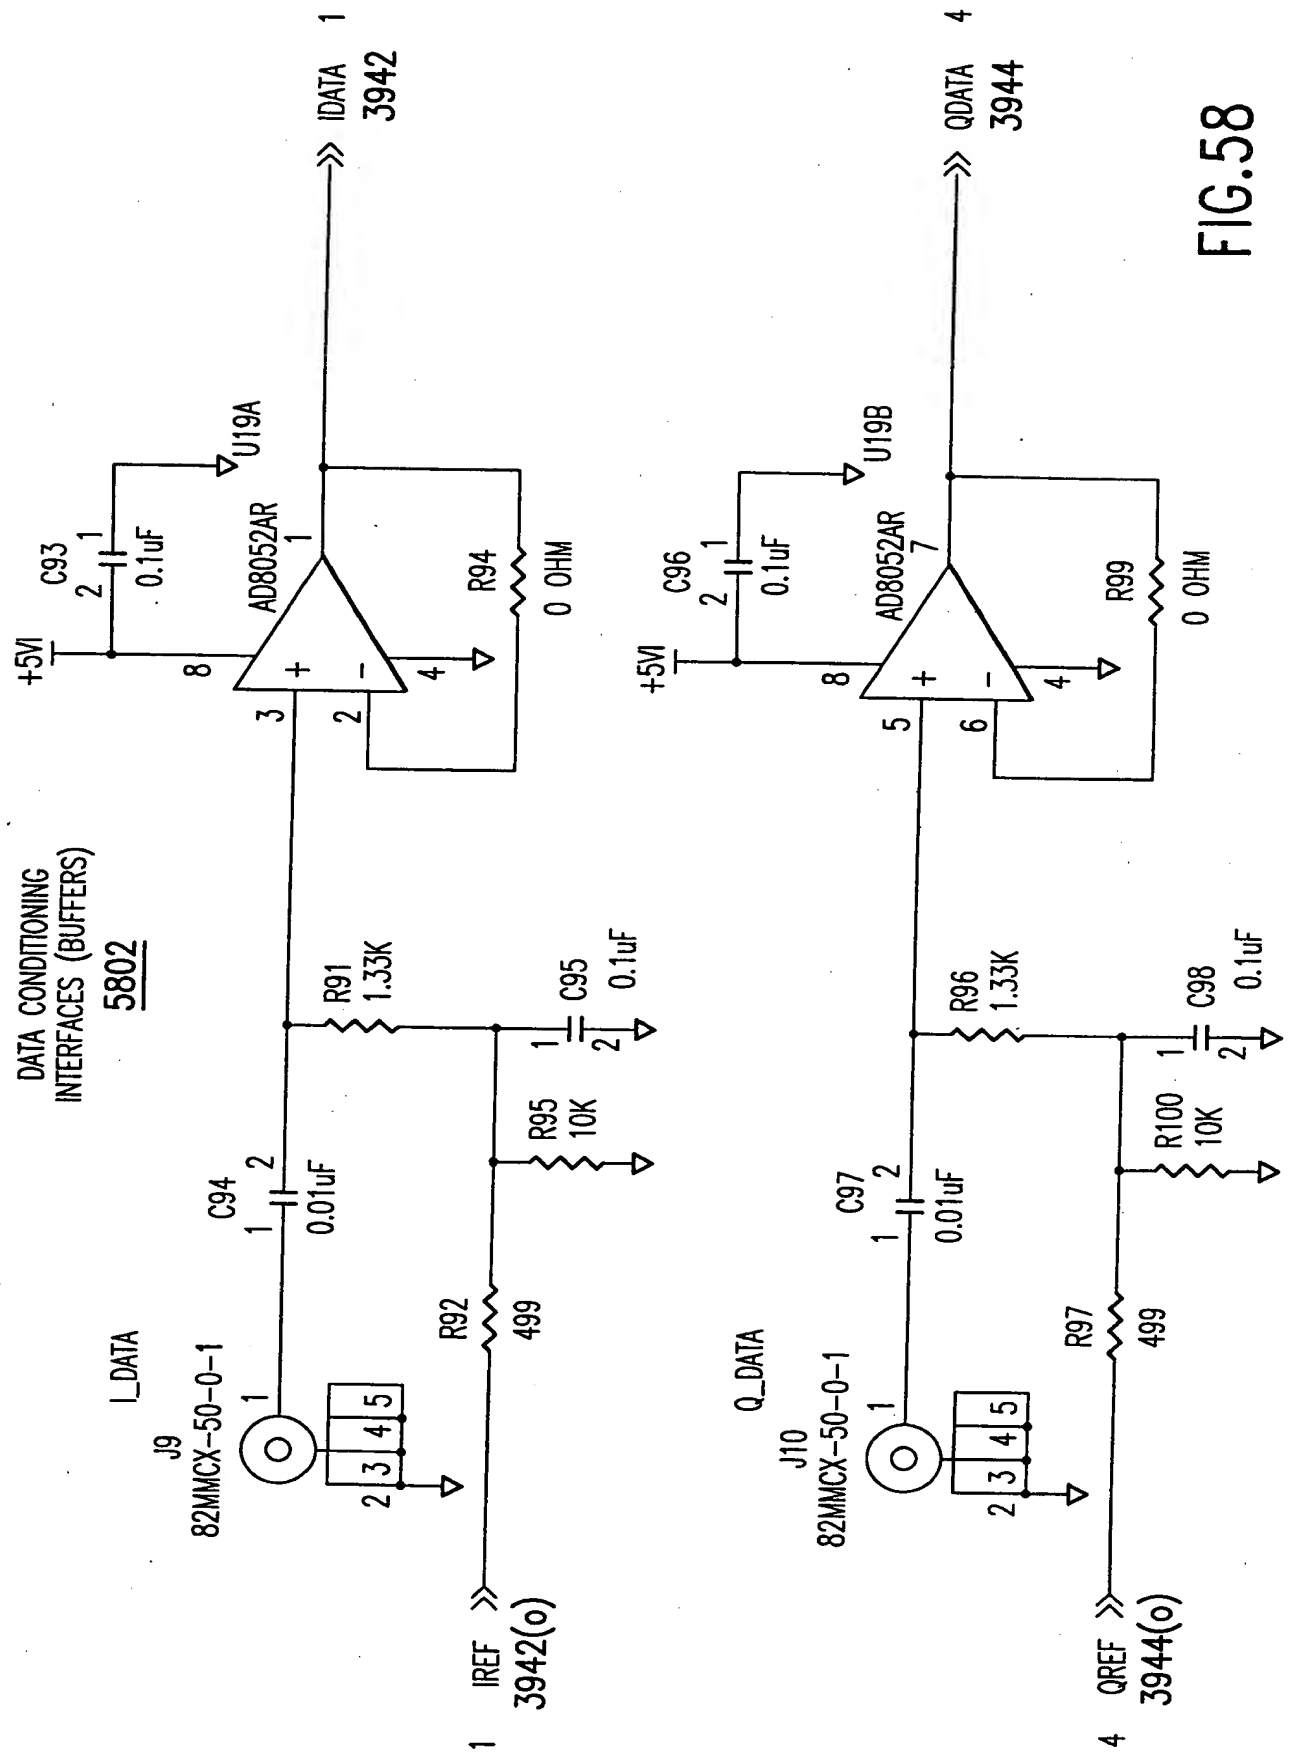 DATA CONDITIONING
INTERFACES (BUFFERS)
5802
I_DATA
J9
82MMCX-50-0-1
1
2
3
4
5
C94
1
2
0.01uF
R91
1.33K
R92
499
R95
10K
C95
1
2
0.1uF
1
IREF
3942(o)
+5VI
C93
2
1
0.1uF
U19A
AD8052AR
8
3
+
2
-
4
1
R94
0 OHM
IDATA
1
3942
Q_DATA
J10
82MMCX-50-0-1
1
2
3
4
5
C97
1
2
0.01uF
R96
1.33K
R97
499
R100
10K
C98
1
2
0.1uF
4
QREF
3944(o)
+5VI
C96
2
1
0.1uF
U19B
AD8052AR
8
5
+
6
-
4
7
R99
0 OHM
QDATA
4
3944
FIG.58